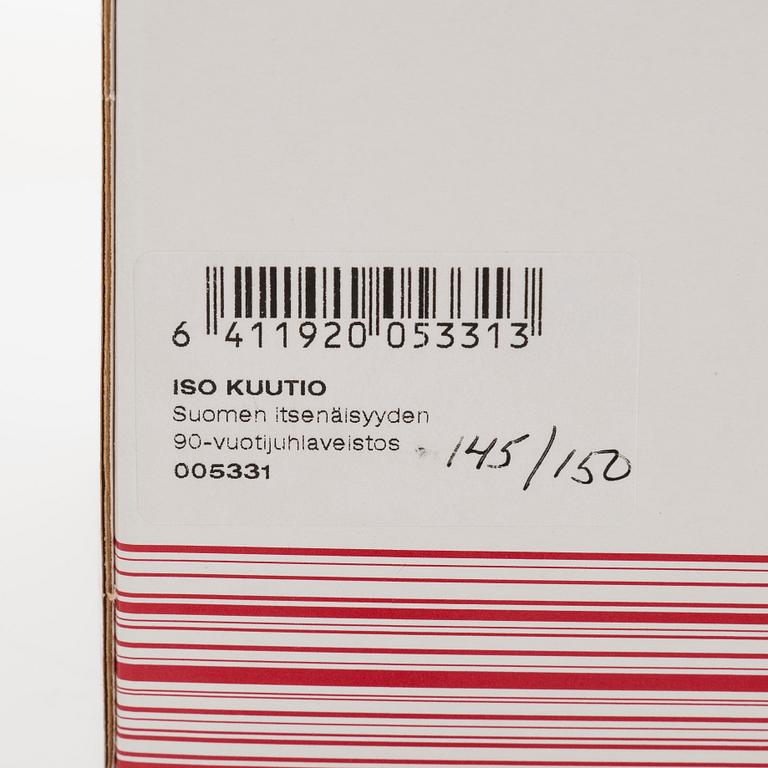 6 411920 053313
ISO KUUTIO
Suomen itsenäisyyden
90-vuotijuhlaveistos 145/150
005331